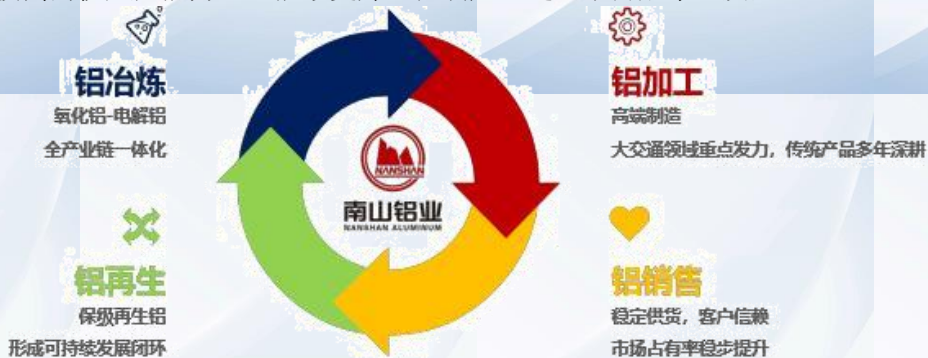 铝冶炼
氧化铝-电解铝
全产业链一体化
铝加工
高端制造
大交通领域重点发力，传统产品多年深耕
NANSHAN
南山铝业
NANSHAN ALUMINUM
铝再生
保级再生铝
形成可持续发展闭环
铝销售
稳定供货，客户信赖
市场占有率稳步提升